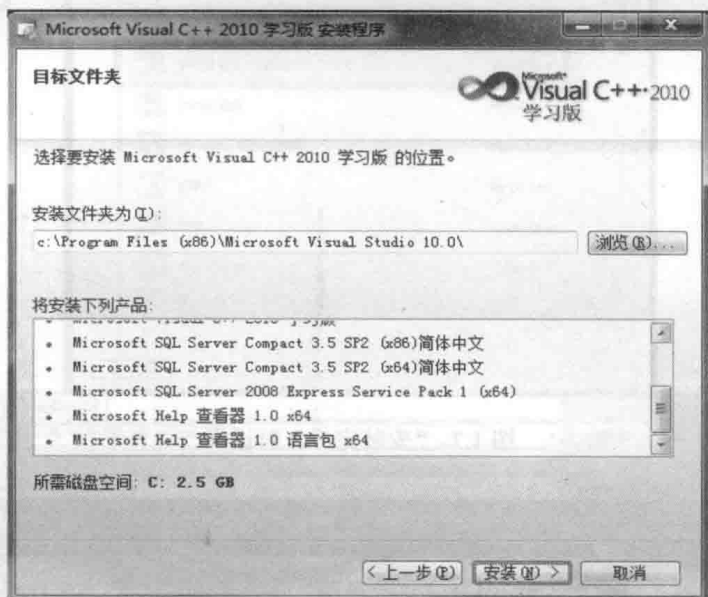 Microsoft Visual C++ 2010 学习版 安装程序
目标文件夹
Microsoft
Visual C++ 2010
学习版
选择要安装 Microsoft Visual C++ 2010 学习版 的位置。
安装文件夹为(I):
c:\Program Files (x86)\Microsoft Visual Studio 10.0\
浏览(R)...
将安装下列产品:
• Microsoft SQL Server Compact 3.5 SP2 (x86)简体中文
• Microsoft SQL Server Compact 3.5 SP2 (x64)简体中文
• Microsoft SQL Server 2008 Express Service Pack 1 (x64)
• Microsoft Help 查看器 1.0 x64
• Microsoft Help 查看器 1.0 语言包 x64
所需磁盘空间: C: 2.5 GB
< 上一步(P)
安装(N) >
取消